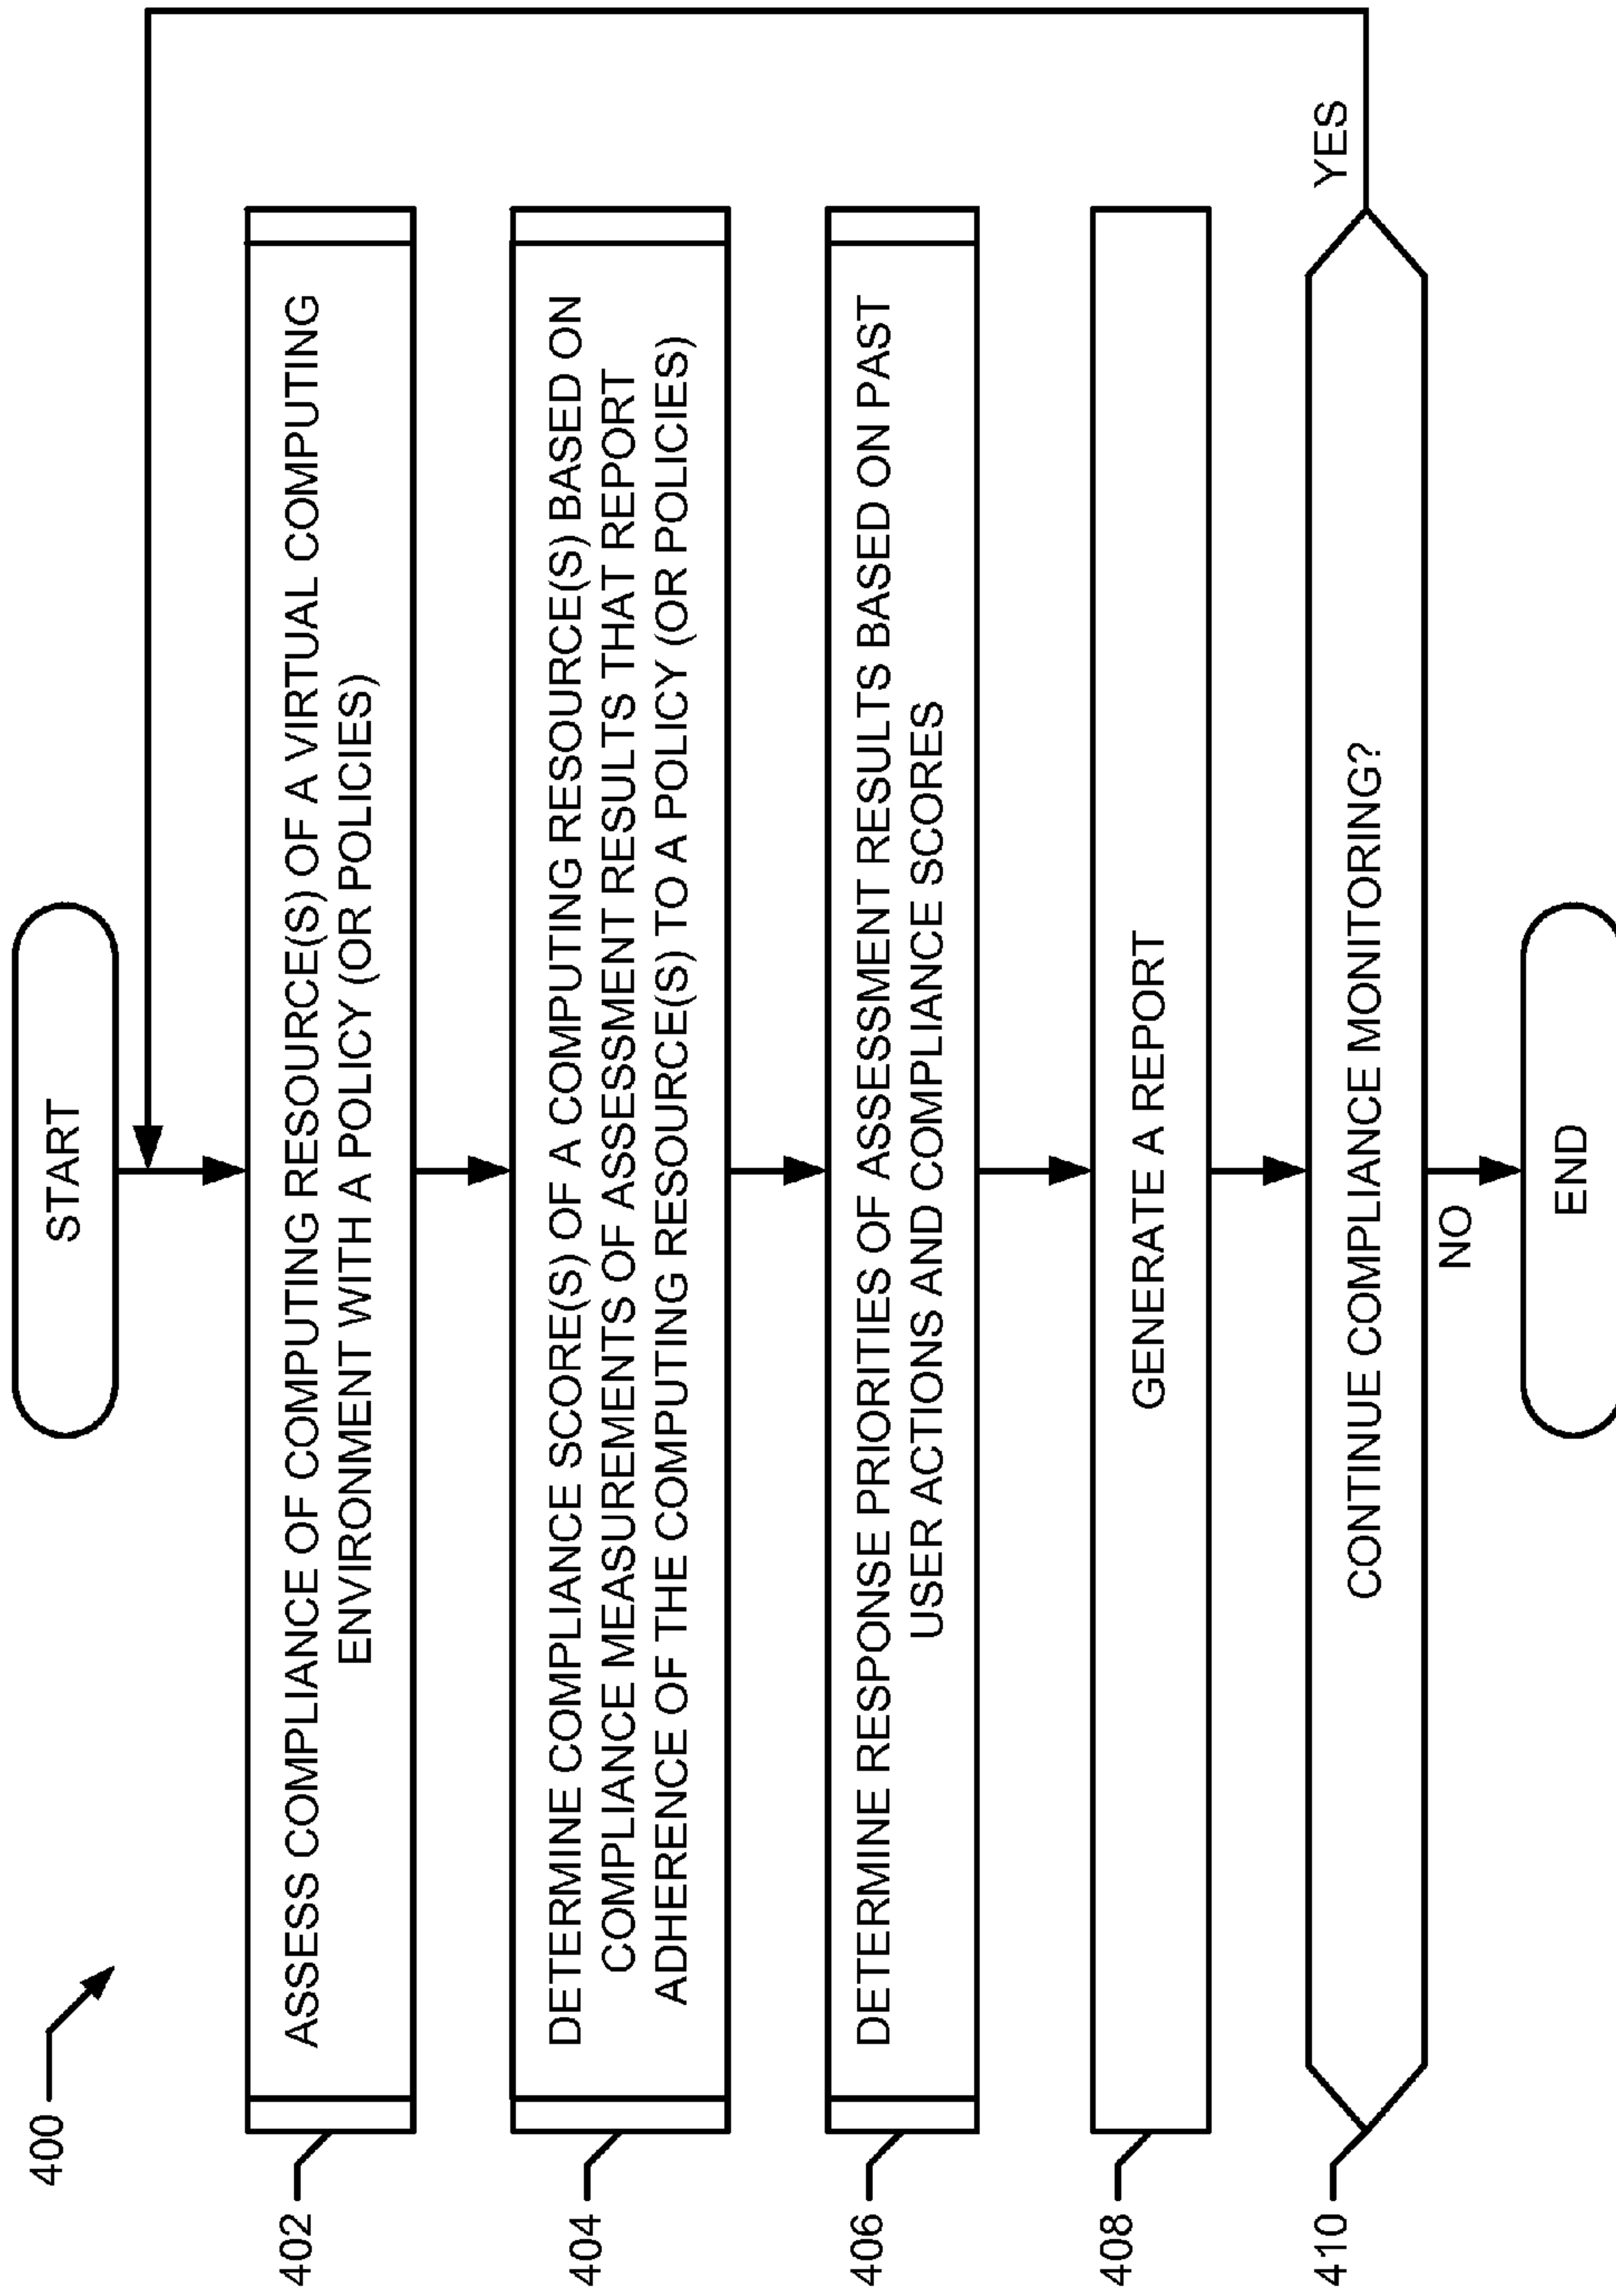 400
START
402
ASSESS COMPLIANCE OF COMPUTING RESOURCE(S) OF A VIRTUAL COMPUTING
ENVIRONMENT WITH A POLICY (OR POLICIES)
404
DETERMINE COMPLIANCE SCORE(S) OF A COMPUTING RESOURCE(S) BASED ON
COMPLIANCE MEASUREMENTS OF ASSESSMENT RESULTS THAT REPORT
ADHERENCE OF THE COMPUTING RESOURCE(S) TO A POLICY (OR POLICIES)
406
DETERMINE RESPONSE PRIORITIES OF ASSESSMENT RESULTS BASED ON PAST
USER ACTIONS AND COMPLIANCE SCORES
408
GENERATE A REPORT
410
CONTINUE COMPLIANCE MONITORING?
YES
NO
END